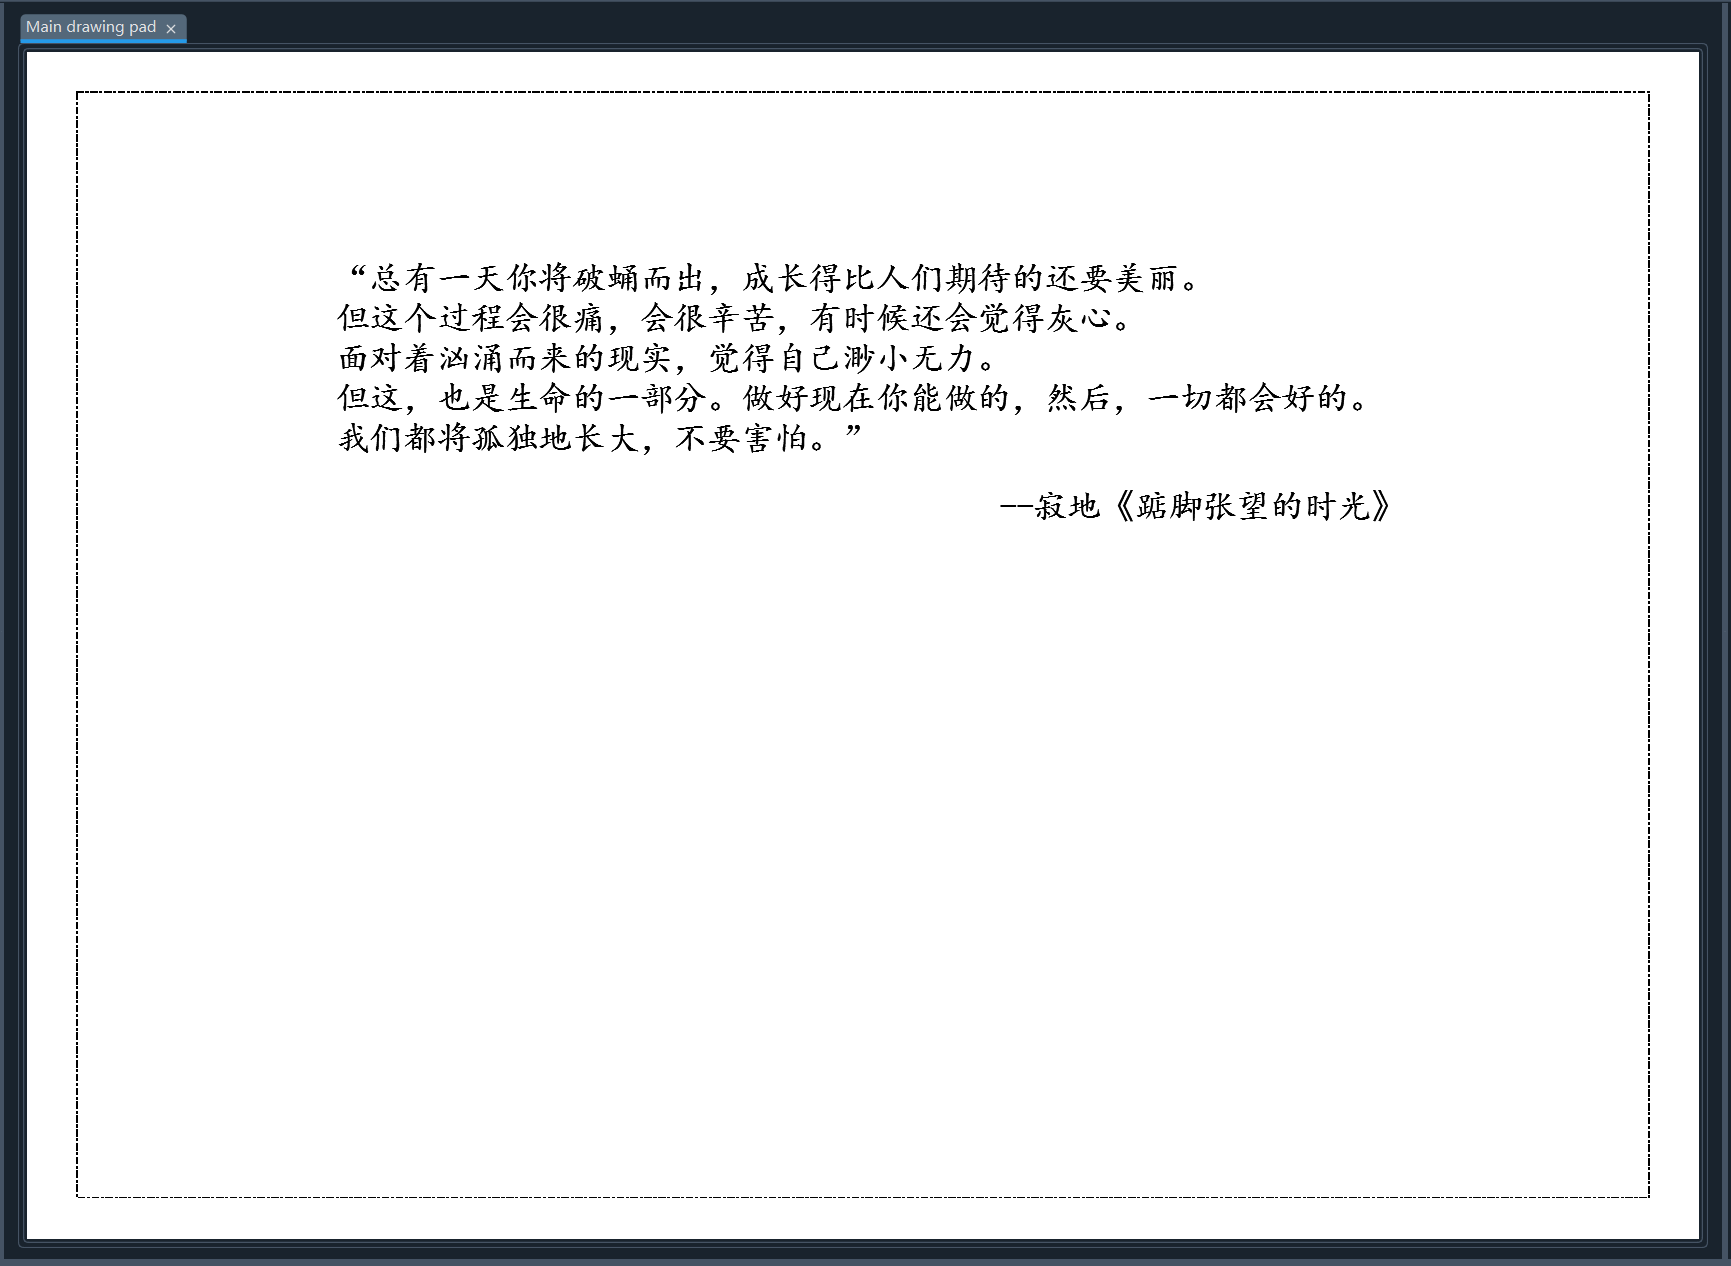 Main drawing pad ×
“总有一天你将破蛹而出，成长得比人们期待的还要美丽。
但这个过程会很痛，会很辛苦，有时候还会觉得灰心。
面对着汹涌而来的现实，觉得自己渺小无力。
但这，也是生命的一部分。做好现在你能做的，然后，一切都会好的。
我们都将孤独地长大，不要害怕。”
——寂地《踮脚张望的时光》